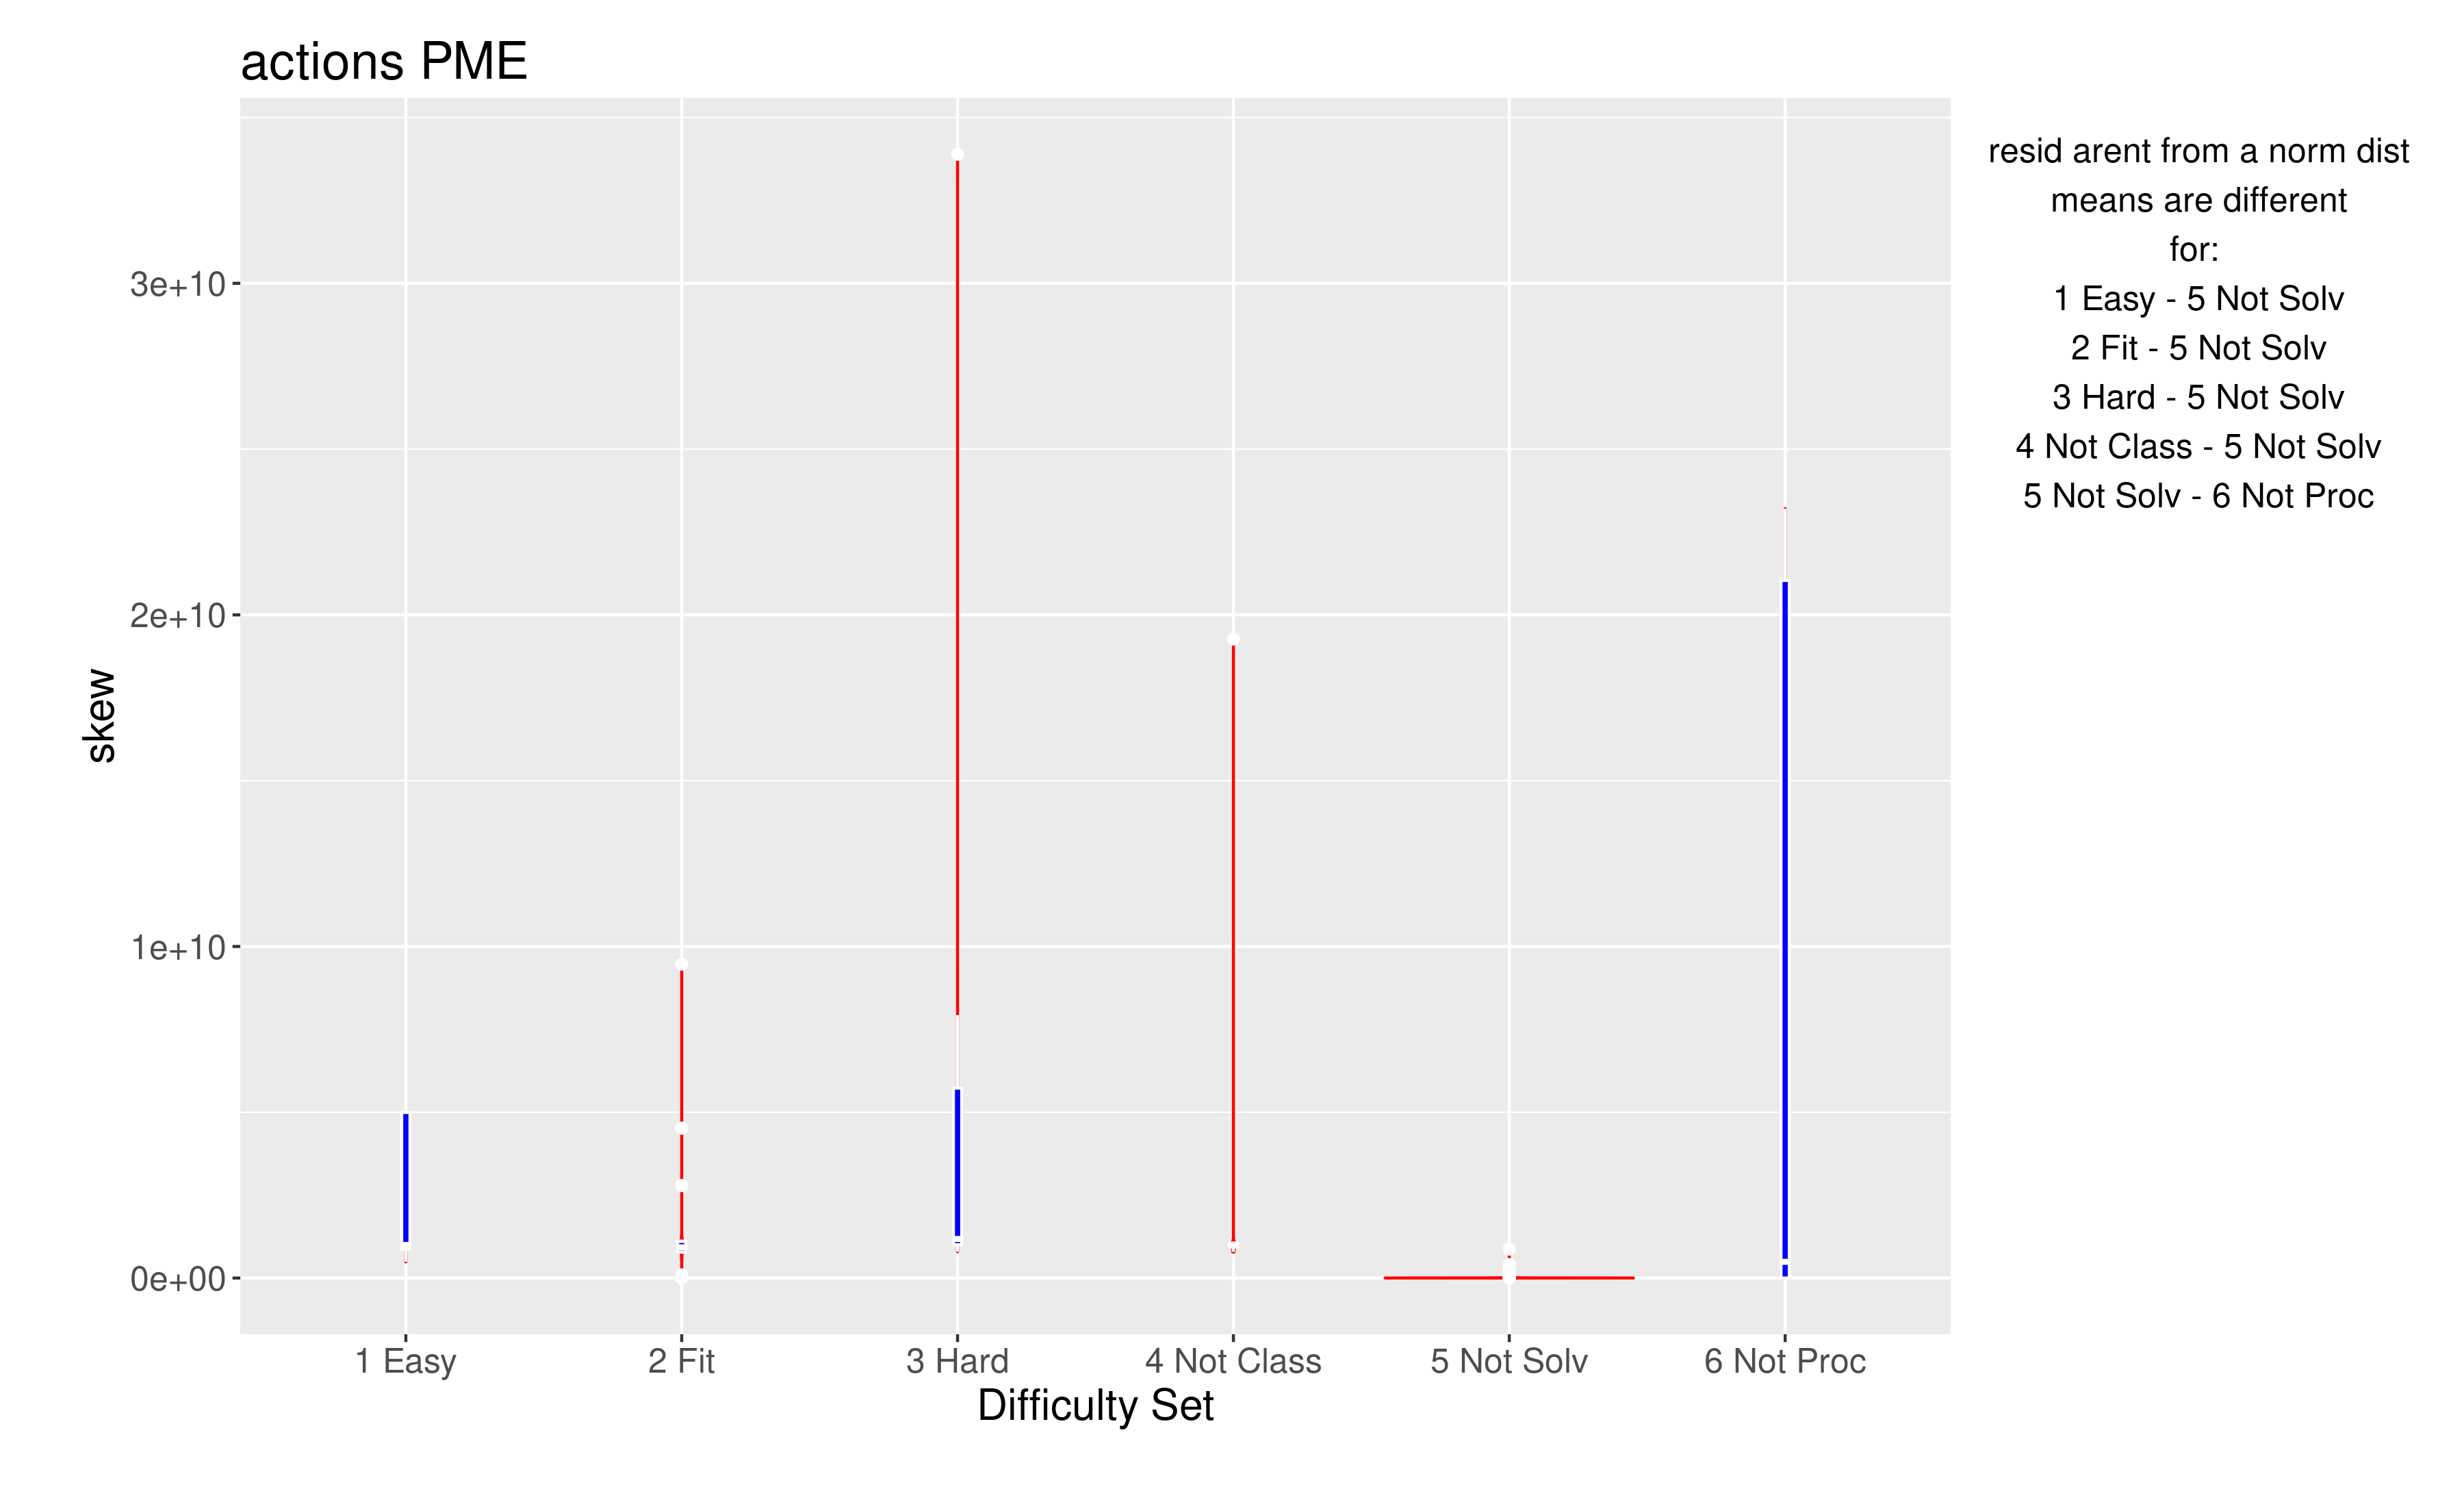 actions PME
resid arent from a norm dist
means are different
for:
1 Easy - 5 Not Solv
2 Fit - 5 Not Solv
3 Hard - 5 Not Solv
4 Not Class - 5 Not Solv
5 Not Solv - 6 Not Proc
skew
3e+10
2e+10
1e+10
0e+00
1 Easy 2 Fit 3 Hard 4 Not Class 5 Not Solv 6 Not Proc
Difficulty Set